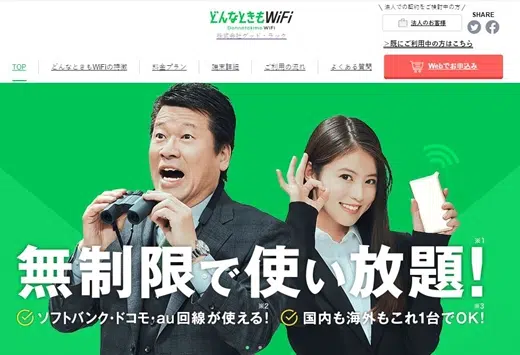 \ 法人での契約をご検討中の方 /
どんなときもWiFi
Donnatokimo WiFi
株式会社グッド・ラック
法人のお客様
SHARE
>既にご利用中の方はこちら
TOP
どんなときもWiFiの特徴
料金プラン
端末詳細
ご利用の流れ
よくある質問
Webでお申込み
無制限で使い放題!※1
ソフトバンク・ドコモ・au回線が使える!※2
国内も海外もこれ1台でOK!※3